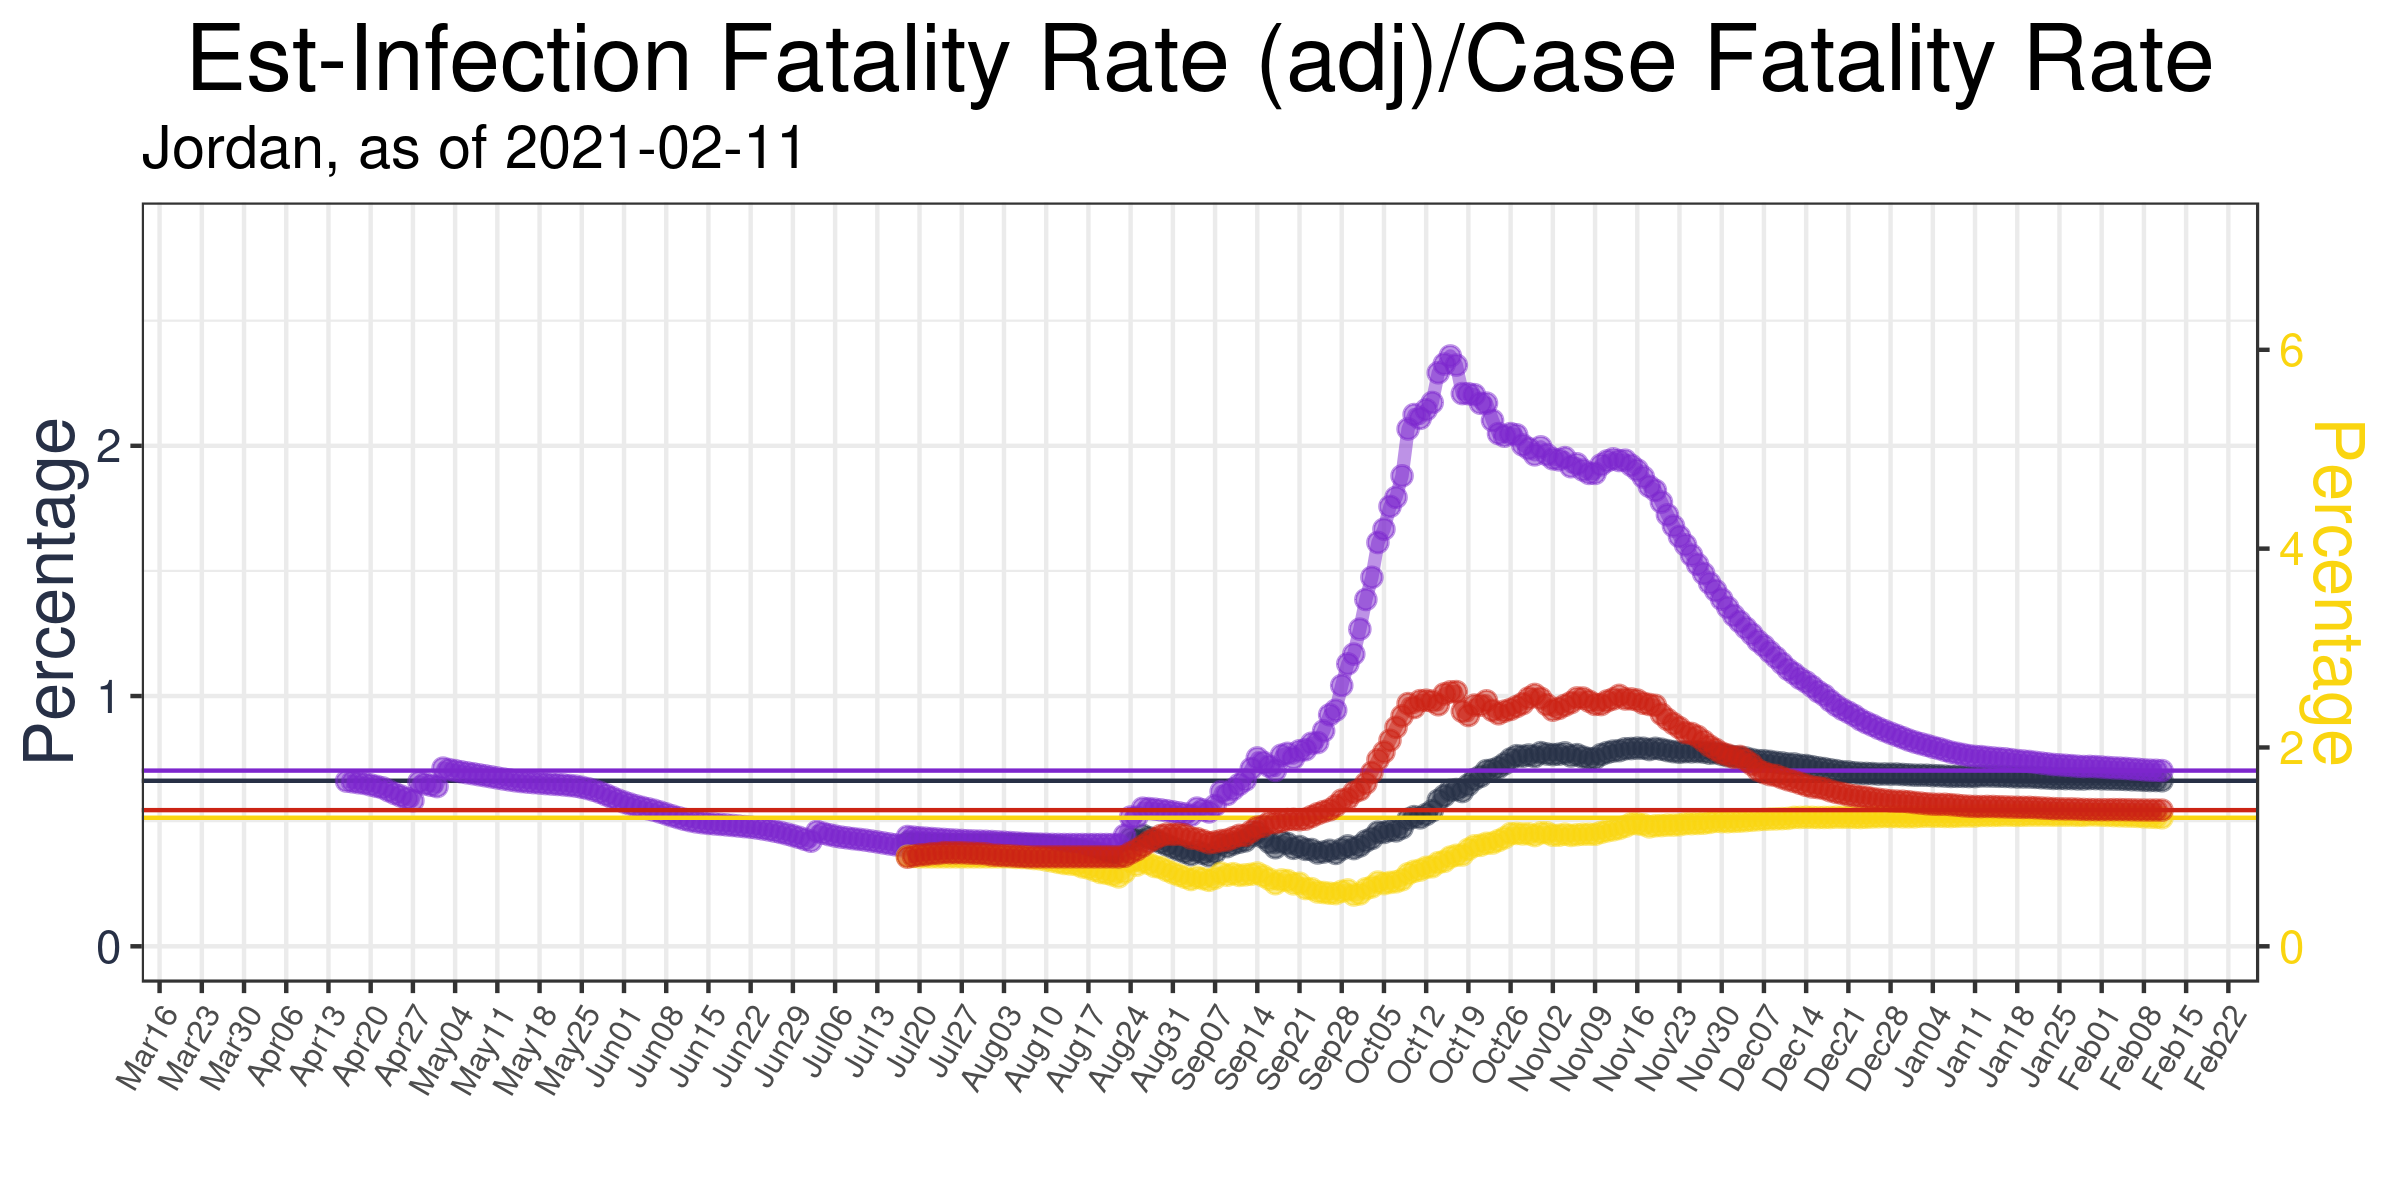 Est-Infection Fatality Rate (adj)/Case Fatality Rate
Jordan, as of 2021-02-11
Percentage
2
1
0
6
4
2
0
Percentage
Mar16
Mar23
Mar30
Apr06
Apr13
Apr20
Apr27
May04
May11
May18
May25
Jun01
Jun08
Jun15
Jun22
Jun29
Jul06
Jul13
Jul20
Jul27
Aug03
Aug10
Aug17
Aug24
Aug31
Sep07
Sep14
Sep21
Sep28
Oct05
Oct12
Oct19
Oct26
Nov02
Nov09
Nov16
Nov23
Nov30
Dec07
Dec14
Dec21
Dec28
Jan04
Jan11
Jan18
Jan25
Feb01
Feb08
Feb15
Feb22